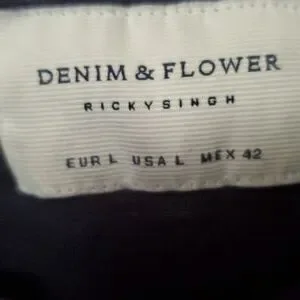 DENIM & FLOWER
RICKYSINGH
EUR L USA L MEX 42